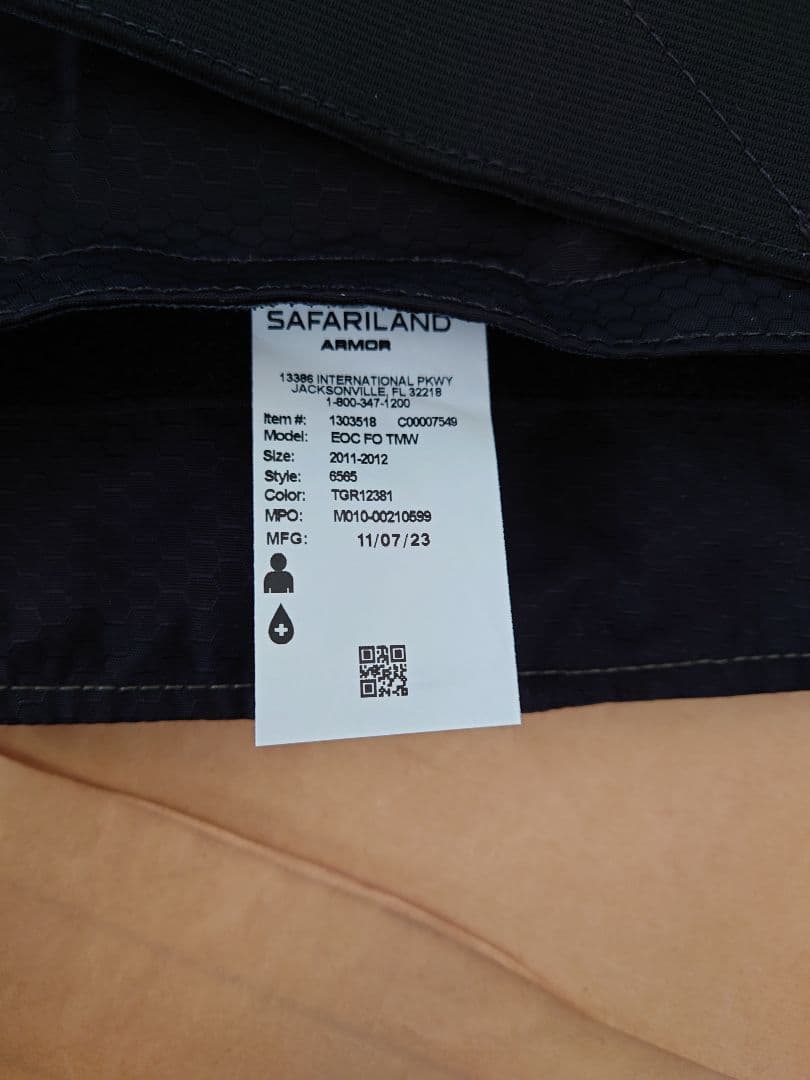 SAFARILAND
ARMOR
13386 INTERNATIONAL PKWY
JACKSONVILLE, FL 32218
1-800-347-1200
Item #: 1303518 C00007549
Model: EOC FO TMW
Size: 2011-2012
Style: 6565
Color: TGR12381
MPO: M010-00210599
MFG: 11/07/23